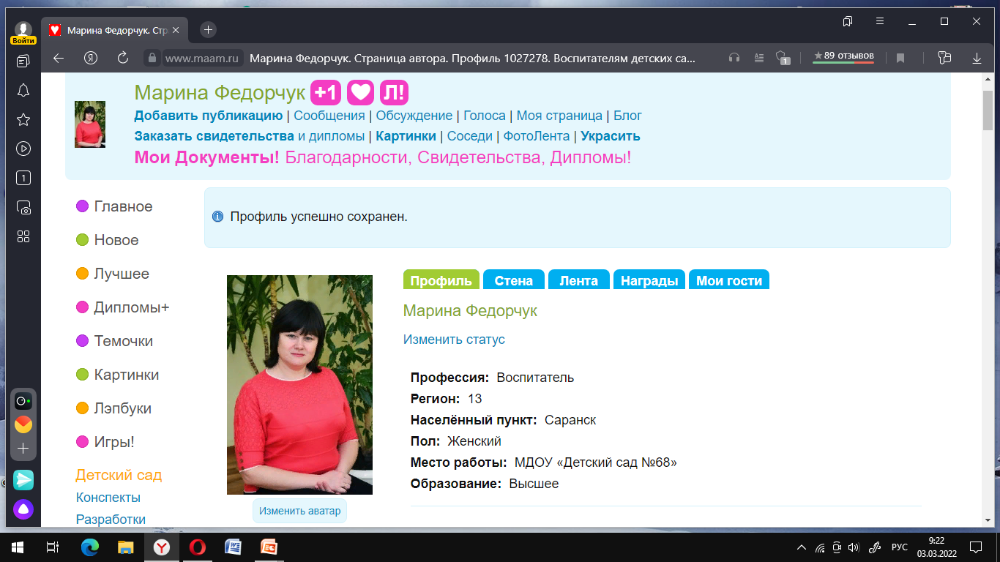 Войти
Марина Федорчук. Стр
www.maam.ru Марина Федорчук. Страница автора. Профиль 1027278. Воспитателям детских са...
★89 отзывов
1
1
Марина Федорчук +1 Л!
Добавить публикацию | Сообщения | Обсуждение | Голоса | Моя страница | Блог
Заказать свидетельства и дипломы | Картинки | Соседи | ФотоЛента | Украсить
Мои Документы! Благодарности, Свидетельства, Дипломы!
Главное
Новое
Лучшее
Дипломы+
Темочки
Картинки
Лэпбуки
Игры!
Детский сад
Конспекты
Разработки
Профиль успешно сохранен.
Изменить аватар
Профиль Стена Лента Награды Мои гости
Марина Федорчук
Изменить статус
Профессия: Воспитатель
Регион: 13
Населённый пункт: Саранск
Пол: Женский
Место работы: МДОУ «Детский сад №68»
Образование: Высшее
РУС
9:22
03.03.2022